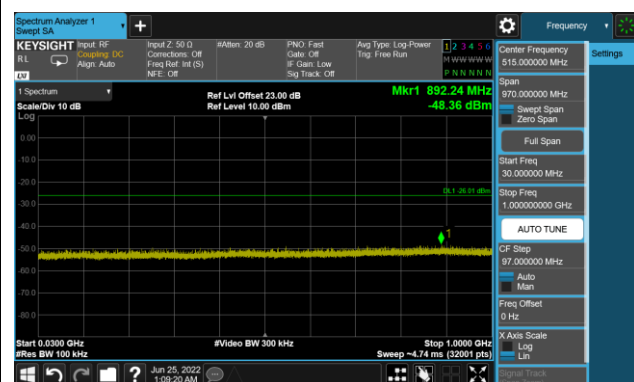 Spectrum Analyzer 1
Swept SA
Frequency
KEYSIGHT
RL
LXI
Input: RF
Coupling: DC
Align: Auto
Input Z: 50 Ω
Corrections: Off
Freq Ref: Int (S)
NFE: Off
#Atten: 20 dB
PNO: Fast
Gate: Off
IF Gain: Low
Sig Track: Off
Avg Type: Log-Power
Trig: Free Run
1 2 3 4 5 6
M W W W W W
P N N N N N
1 Spectrum
Scale/Div 10 dB
Ref Lvl Offset 23.00 dB
Ref Level 10.00 dBm
Mkr1 892.24 MHz
-48.36 dBm
Log
0.00
-10.0
-20.0
DL1 -26.01 dBm
-30.0
-40.0
1
-50.0
-60.0
-70.0
-80.0
Start 0.0300 GHz
#Res BW 100 kHz
#Video BW 300 kHz
Stop 1.0000 GHz
Sweep ~4.74 ms (32001 pts)
?
Jun 25, 2022
1:09:20 AM
Center Frequency
515.000000 MHz
Settings
Span
970.000000 MHz
Swept Span
Zero Span
Full Span
Start Freq
30.000000 MHz
Stop Freq
1.000000000 GHz
AUTO TUNE
CF Step
97.000000 MHz
Auto
Man
Freq Offset
0 Hz
X Axis Scale
Log
Lin
Signal Track